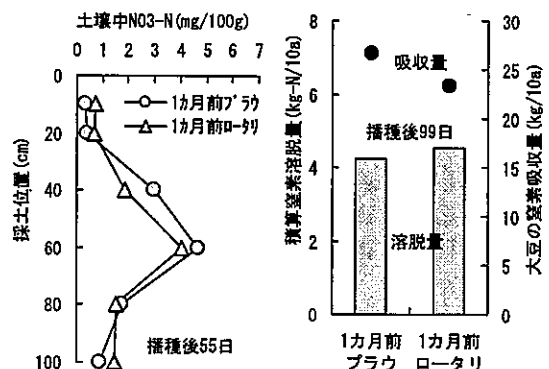 土壌中NO3-N(mg/100g)
0 1 2 3 4 5 6 7
0
20
40
60
80
100
採土位置(cm)
1カ月前プラウ
1カ月前ロータリ
播種後55日
8
6
4
2
0
積算窒素溶脱量(kg-N/10a)
吸収量
播種後99日
溶脱量
30
25
20
15
10
5
0
大豆の窒素吸収量(kg/10a)
1カ月前 1カ月前
プラウ ロータリ